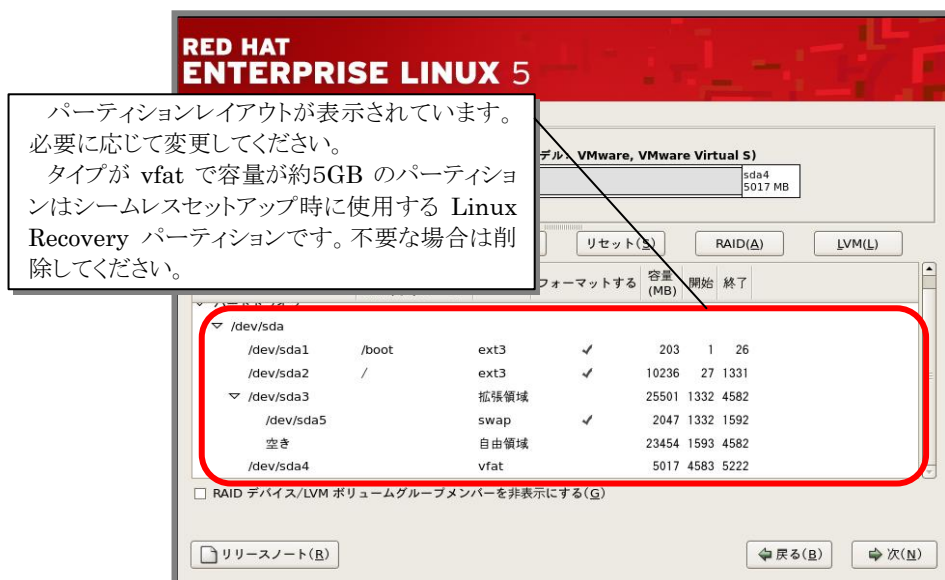 RED HAT
ENTERPRISE LINUX 5
パーティションレイアウトが表示されています。
必要に応じて変更してください。
タイプが vfat で容量が約5GB のパーティショ
ンはシームレスセットアップ時に使用する Linux
Recovery パーティションです。不要な場合は削
除してください。
デル: VMware, VMware Virtual S)
sda4
5017 MB
リセット(S) RAID(A) LVM(L)
フォーマットする 容量(MB) 開始 終了
/dev/sda
/dev/sda1 /boot ext3 ✓ 203 1 26
/dev/sda2 / ext3 ✓ 10236 27 1331
/dev/sda3 拡張領域 25501 1332 4582
/dev/sda5 swap ✓ 2047 1332 1592
空き 自由領域 23454 1593 4582
/dev/sda4 vfat 5017 4583 5222
RAID デバイス/LVM ボリュームグループメンバーを非表示にする(G)
リリースノート(R) 戻る(B) 次(N)